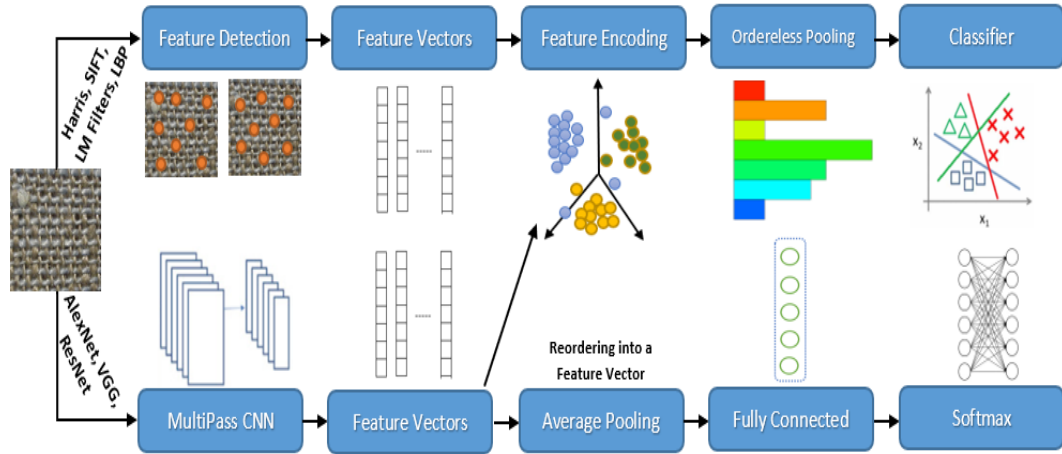 Feature Detection
Feature Vectors
Feature Encoding
Ordereless Pooling
Classifier
Harris, SIFT,
LM Filters, LBP
.....
X2
X1
AlexNet, VGG,
ResNet
.....
Reordering into a
Feature Vector
MultiPass CNN
Feature Vectors
Average Pooling
Fully Connected
Softmax